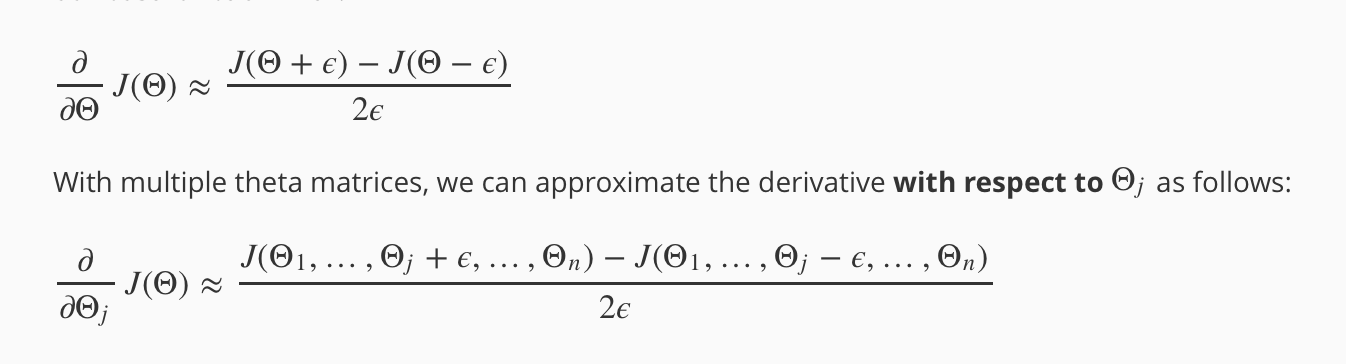 ∂/∂Θ J(Θ) ≈ (J(Θ + ϵ) − J(Θ − ϵ))/2ϵ
With multiple theta matrices, we can approximate the derivative with respect to Θⱼ as follows:
∂/∂Θⱼ J(Θ) ≈ (J(Θ₁, … , Θⱼ + ϵ, … , Θₙ) − J(Θ₁, … , Θⱼ − ϵ, … , Θₙ))/2ϵ